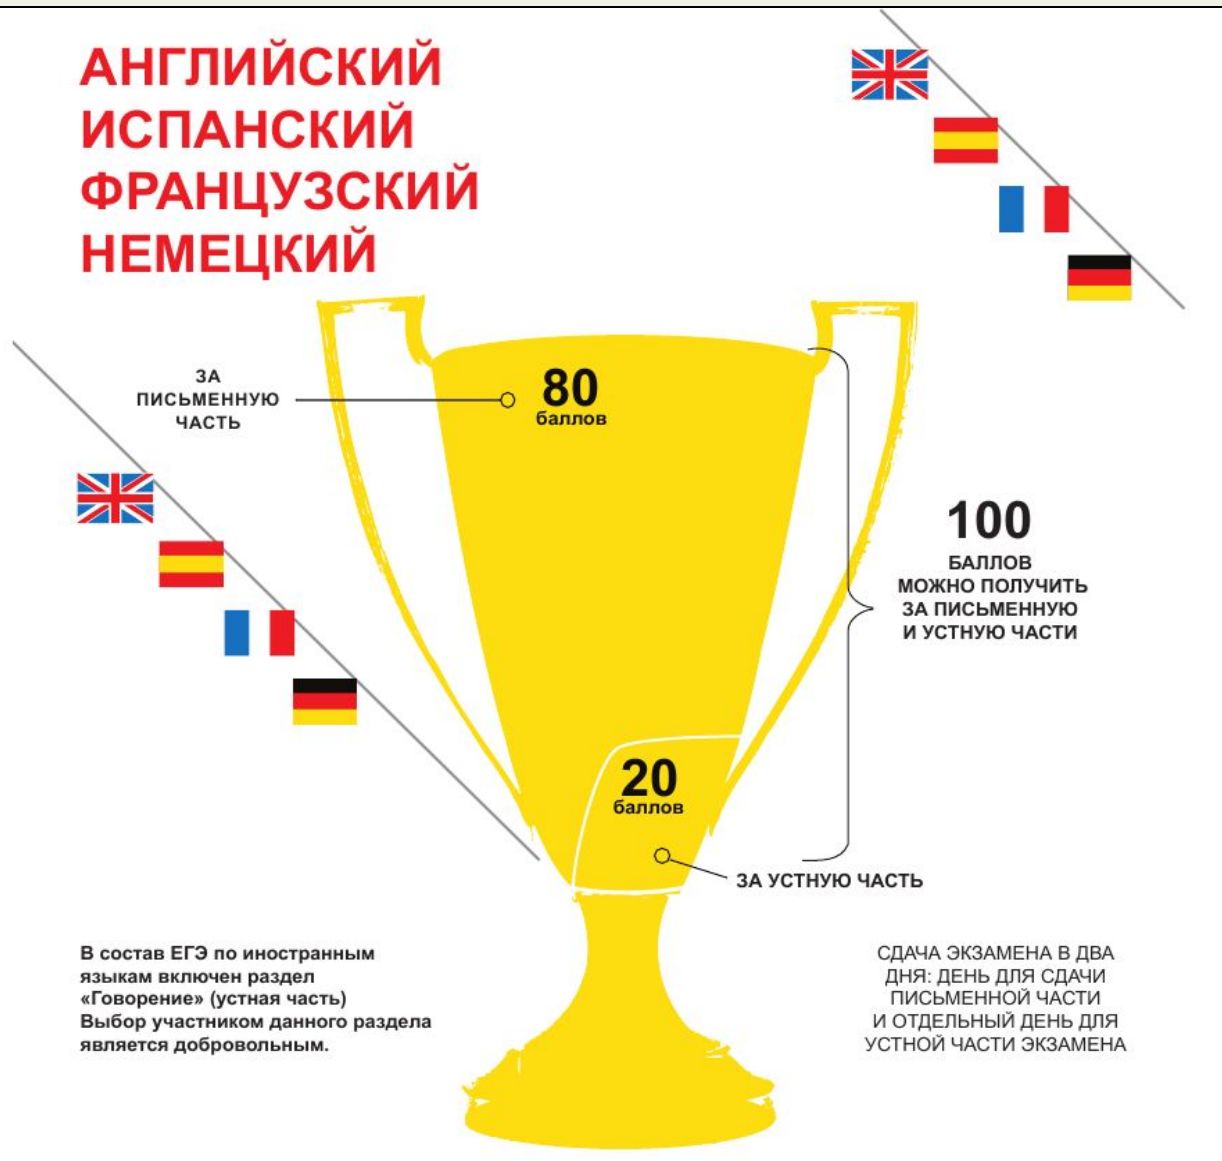 АНГЛИЙСКИЙ
ИСПАНСКИЙ
ФРАНЦУЗСКИЙ
НЕМЕЦКИЙ
ЗА
ПИСЬМЕННУЮ
ЧАСТЬ
80
баллов
100
БАЛЛОВ
МОЖНО ПОЛУЧИТЬ
ЗА ПИСЬМЕННУЮ
И УСТНУЮ ЧАСТИ
20
баллов
ЗА УСТНУЮ ЧАСТЬ
В состав ЕГЭ по иностранным
языкам включен раздел
«Говорение» (устная часть)
Выбор участником данного раздела
является добровольным.
СДАЧА ЭКЗАМЕНА В ДВА
ДНЯ: ДЕНЬ ДЛЯ СДАЧИ
ПИСЬМЕННОЙ ЧАСТИ
И ОТДЕЛЬНЫЙ ДЕНЬ ДЛЯ
УСТНОЙ ЧАСТИ ЭКЗАМЕНА